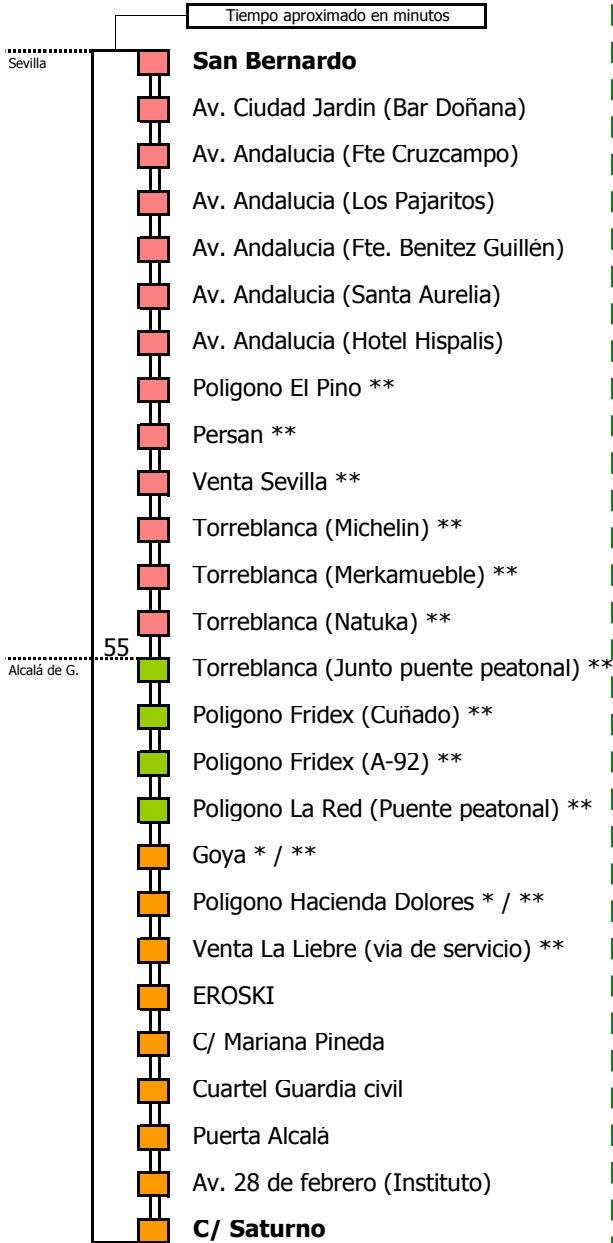 Tiempo aproximado en minutos
Sevilla
San Bernardo
Av. Ciudad Jardin (Bar Doñana)
Av. Andalucia (Fte Cruzcampo)
Av. Andalucia (Los Pajaritos)
Av. Andalucia (Fte. Benitez Guillén)
Av. Andalucia (Santa Aurelia)
Av. Andalucia (Hotel Hispalis)
Poligono El Pino **
Persan **
Venta Sevilla **
Torreblanca (Michelin) **
Torreblanca (Merkamueble) **
Torreblanca (Natuka) **
55
Alcalá de G.
Torreblanca (Junto puente peatonal) **
Poligono Fridex (Cuñado) **
Poligono Fridex (A-92) **
Poligono La Red (Puente peatonal) **
Goya * / **
Poligono Hacienda Dolores * / **
Venta La Liebre (via de servicio) **
EROSKI
C/ Mariana Pineda
Cuartel Guardia civil
Puerta Alcalá
Av. 28 de febrero (Instituto)
C/ Saturno